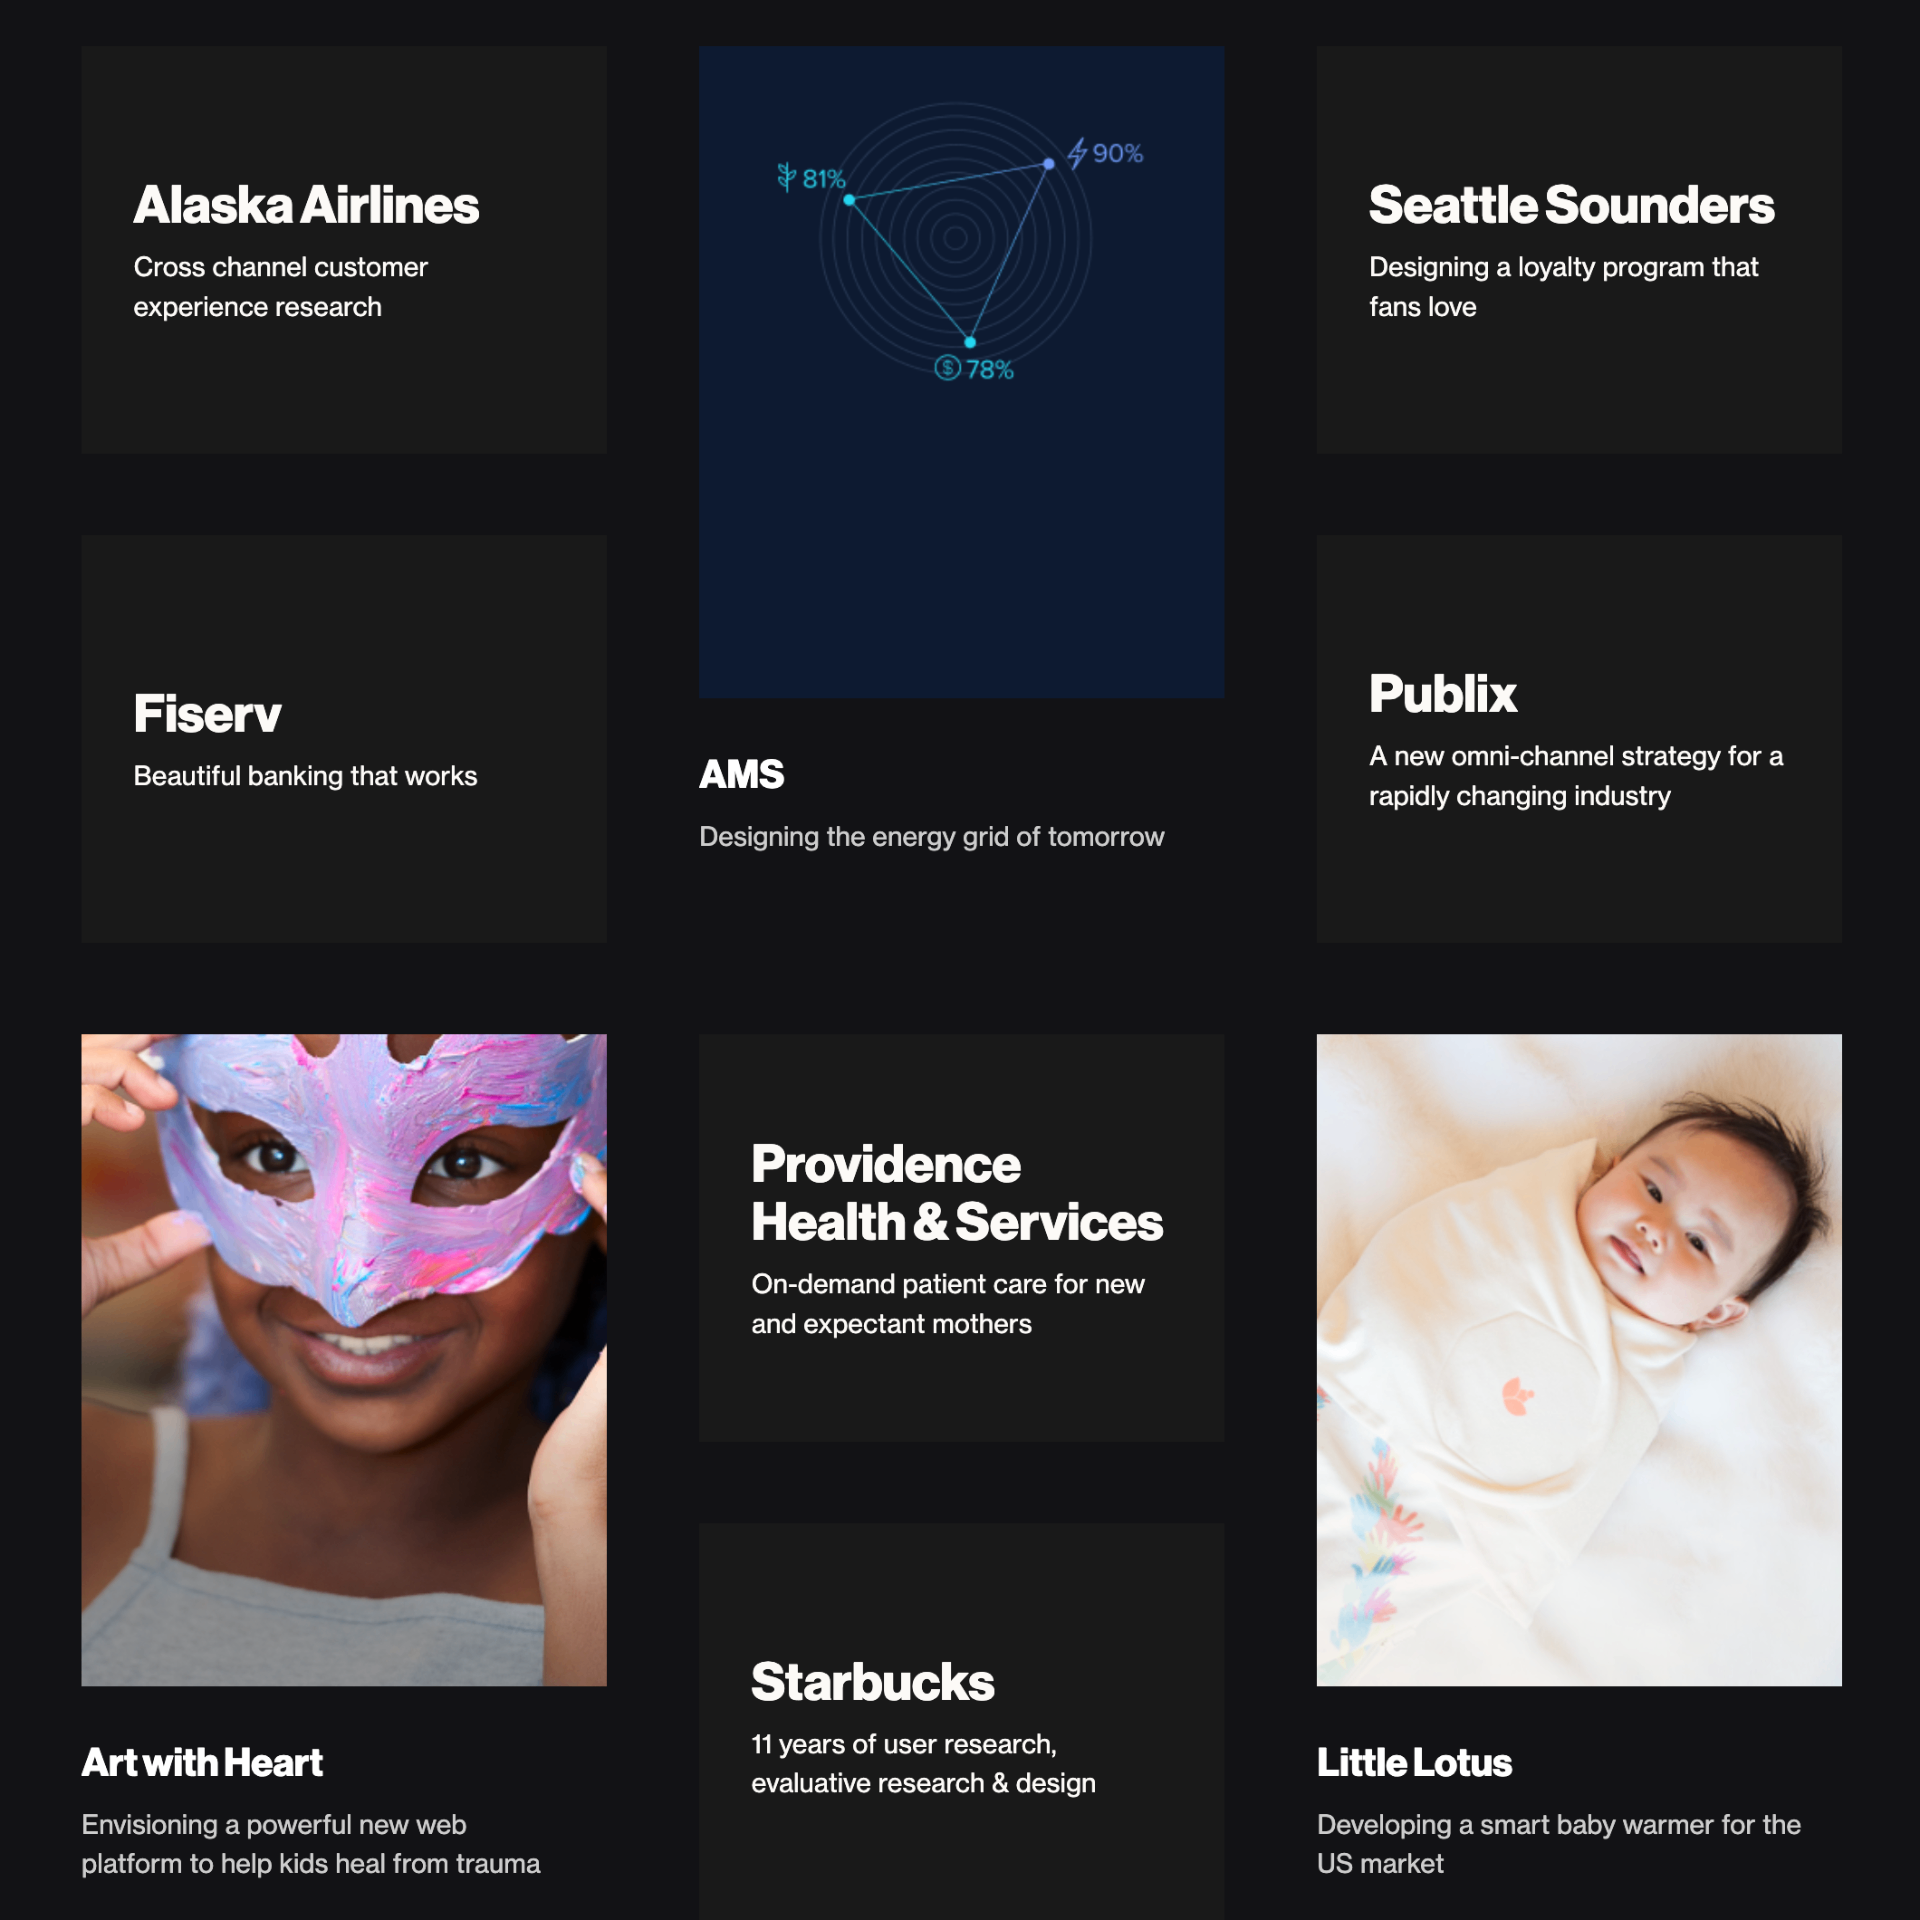 Alaska Airlines
Cross channel customer
experience research
81%
90%
$ 78%
Seattle Sounders
Designing a loyalty program that
fans love
Fiserv
Beautiful banking that works
AMS
Designing the energy grid of tomorrow
Publix
A new omni-channel strategy for a
rapidly changing industry
Art with Heart
Envisioning a powerful new web
platform to help kids heal from trauma
Providence
Health & Services
On-demand patient care for new
and expectant mothers
Starbucks
11 years of user research,
evaluative research & design
Little Lotus
Developing a smart baby warmer for the
US market